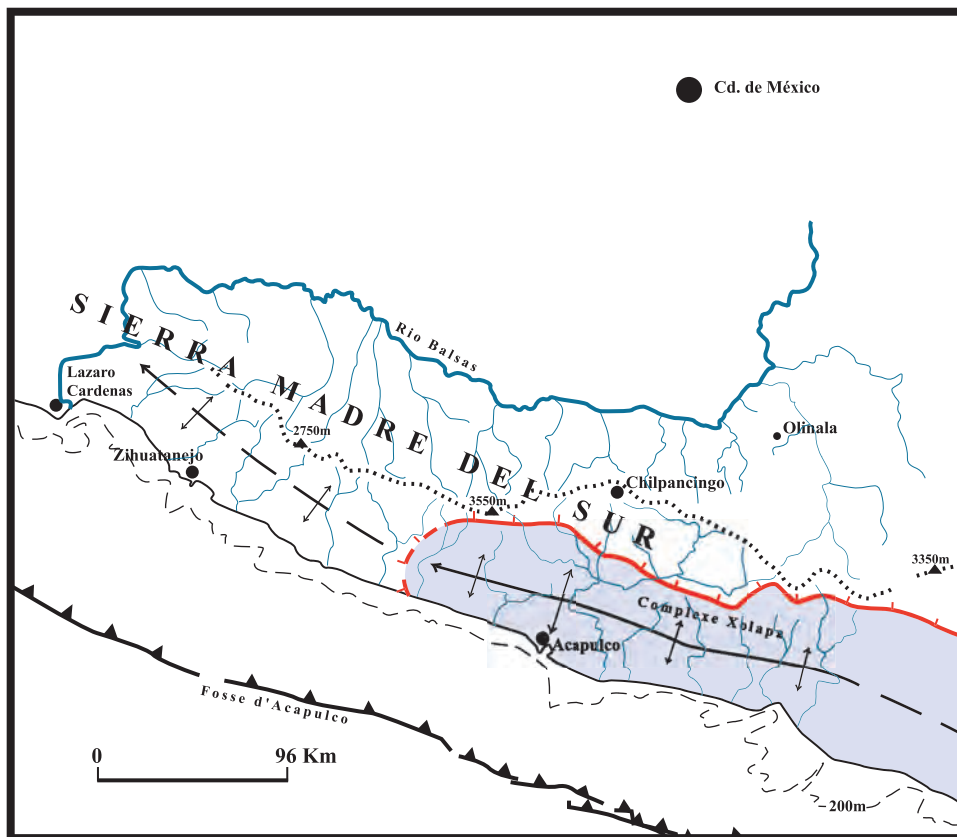 Cd. de México
SIERRA MADRE DEL SUR
Rio Balsas
Lazaro
Cardenas
2750m
Olinala
Zihuatanejo
Chilpancingo
3550m
3350m
Complexe Xolapa
Acapulco
Fosse d'Acapulco
0 96 Km
200m